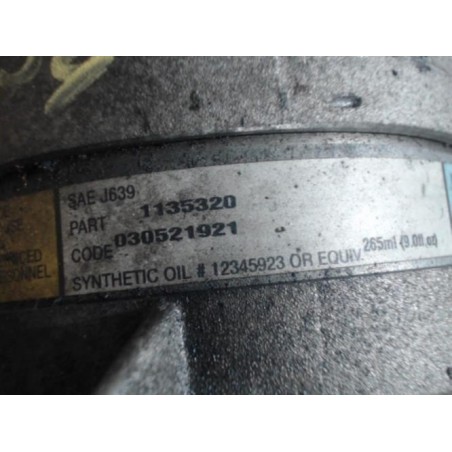 SAE J639
PART 1135320
CODE 030521921
SYNTHETIC OIL # 12345923 OR EQUIV. 265ml (9.0fl.oz)